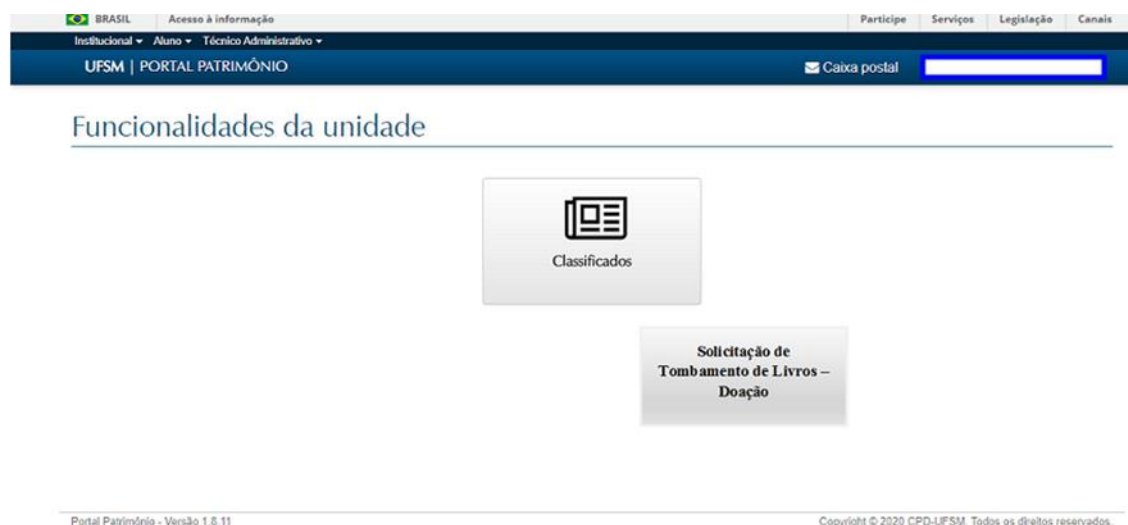 BRASIL Acesso à informação Participe Serviços Legislação Canais
Institucional Aluno Técnico Administrativo
UFSM | PORTAL PATRIMÔNIO Caixa postal
Funcionalidades da unidade
Classificados
Solicitação de
Tombamento de Livros –
Doação
Portal Patrimônio - Versão 1.8.11 Copyright © 2020 CPD-UFSM. Todos os direitos reservados.